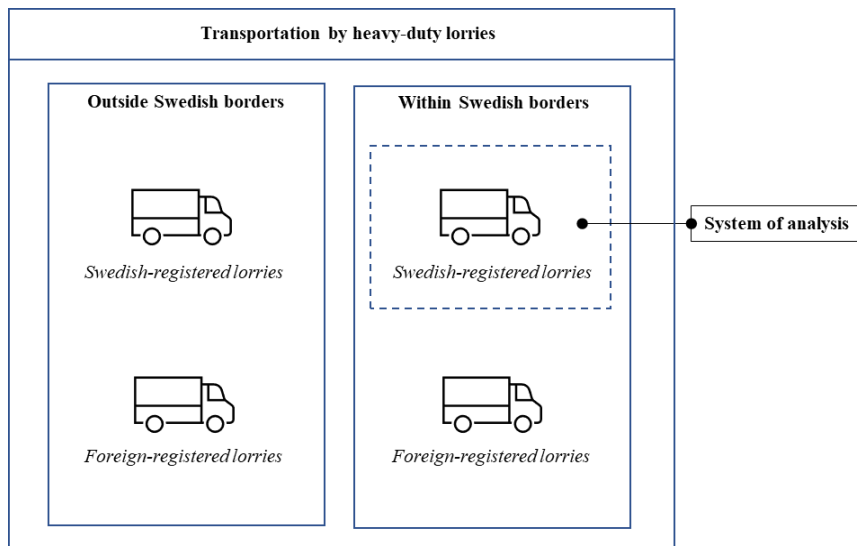 Transportation by heavy-duty lorries
Outside Swedish borders
Swedish-registered lorries
Foreign-registered lorries
Within Swedish borders
Swedish-registered lorries
Foreign-registered lorries
System of analysis